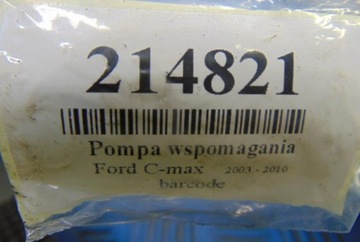 214821
Pompa wspomagania
Ford C-max 2003 - 2010
barcode